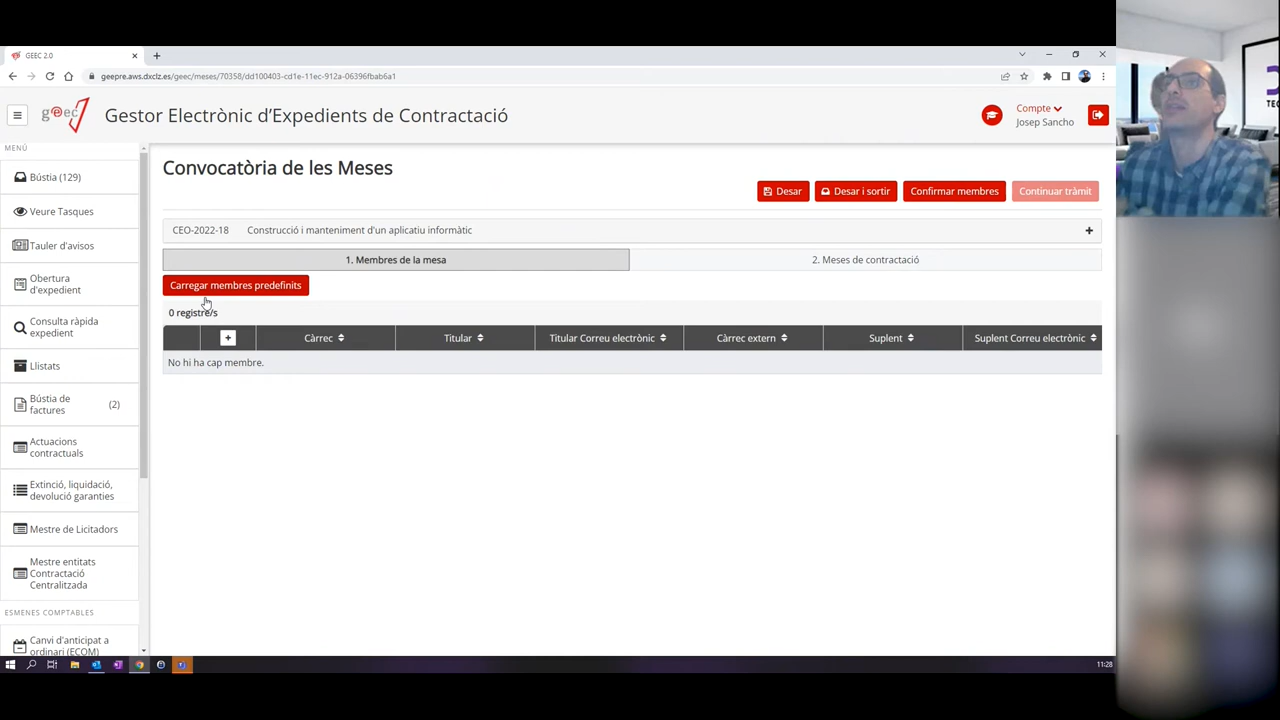 GEEC 2.0
geepre.aws.dxclz.es/geec/meses/70358/dd100403-cd1e-11ec-912a-06396fbab6a1
geec
Gestor Electrònic d'Expedients de Contractació
Compte
Josep Sancho
MENÚ
Bústia (129)
Veure Tasques
Tauler d'avisos
Obertura
d'expedient
Consulta ràpida
expedient
Llistats
Bústia de
factures
(2)
Actuacions
contractuals
Extinció, liquidació,
devolució garanties
Mestre de Licitadors
Mestre entitats
Contractació
Centralitzada
ESMENES COMPTABLES
Canvi d'anticipat a
ordinari (ECOM)
Convocatòria de les Meses
Desar
Desar i sortir
Confirmar membres
Continuar tràmit
CEO-2022-18 Construcció i manteniment d'un aplicatiu informàtic
1. Membres de la mesa
2. Meses de contractació
Carregar membres predefinits
0 registre/s
Càrrec Titular Titular Correu electrònic Càrrec extern Suplent Suplent Correu electrònic
No hi ha cap membre.
11:28
TEC